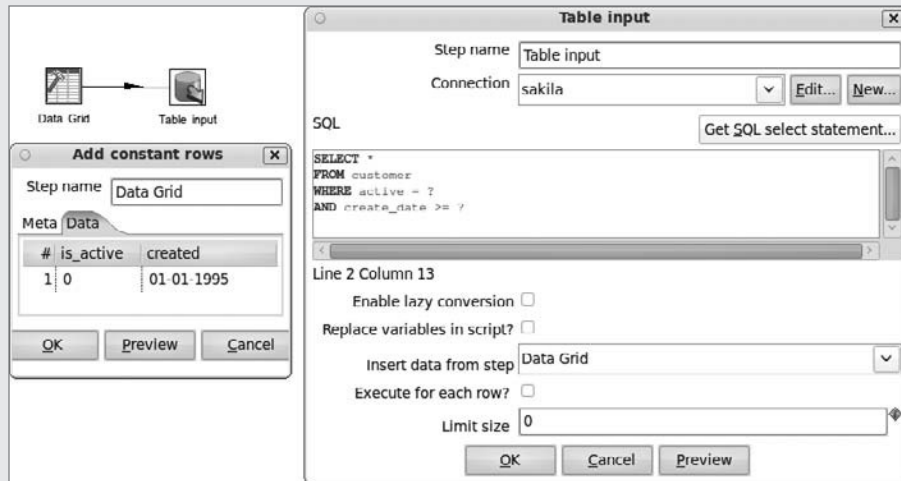 Data Grid
Table input
Add constant rows
Step name Data Grid
Meta Data
# is_active created
1 0 01-01-1995
OK Preview Cancel
Table input
Step name Table input
Connection sakila Edit... New...
SQL
Get SQL select statement...
SELECT *
FROM customer
WHERE active = ?
AND create_date >= ?
Line 2 Column 13
Enable lazy conversion
Replace variables in script?
Insert data from step Data Grid
Execute for each row?
Limit size 0
OK Cancel Preview